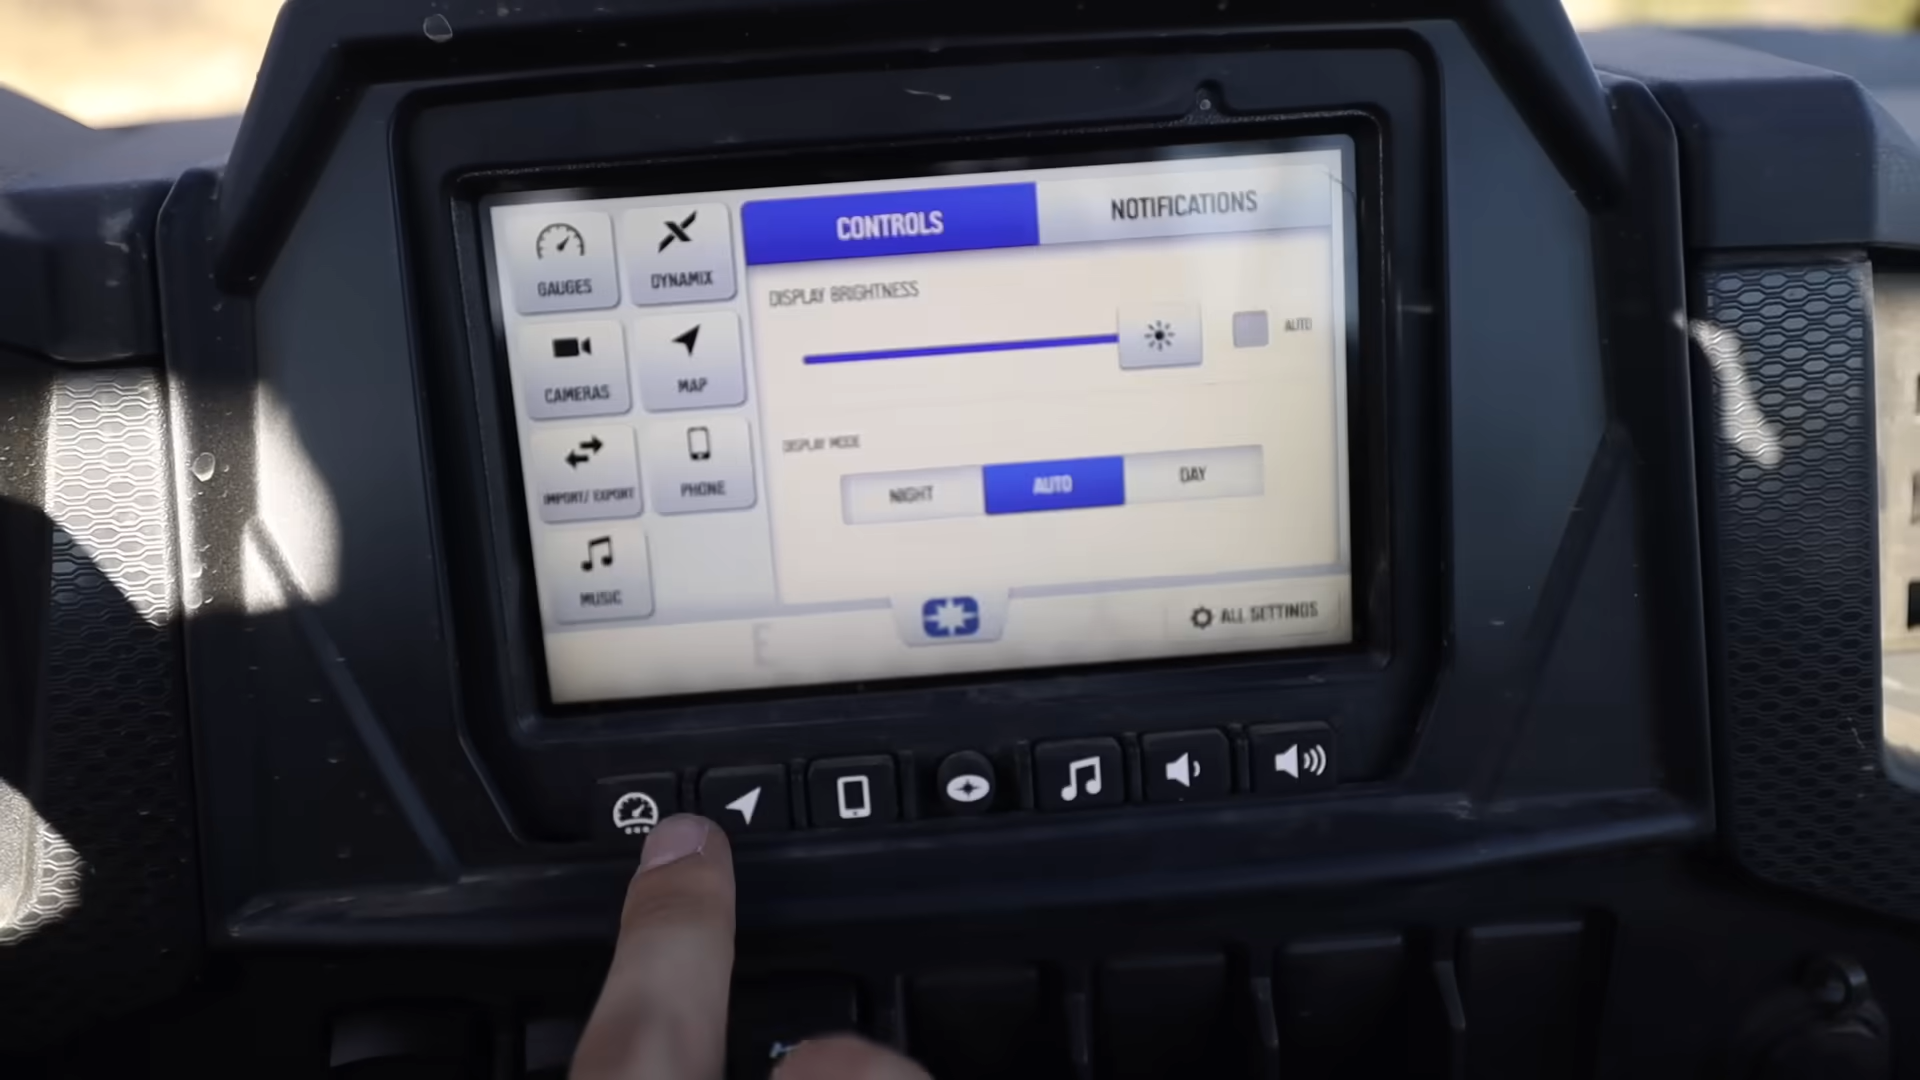 CONTROLS
NOTIFICATIONS
GAUGES
DYNAMIX
DISPLAY BRIGHTNESS
AUTO
CAMERAS
MAP
DISPLAY MODE
NIGHT
AUTO
DAY
IMPORT/ EXPORT
PHONE
MUSIC
E
ALL SETTINGS